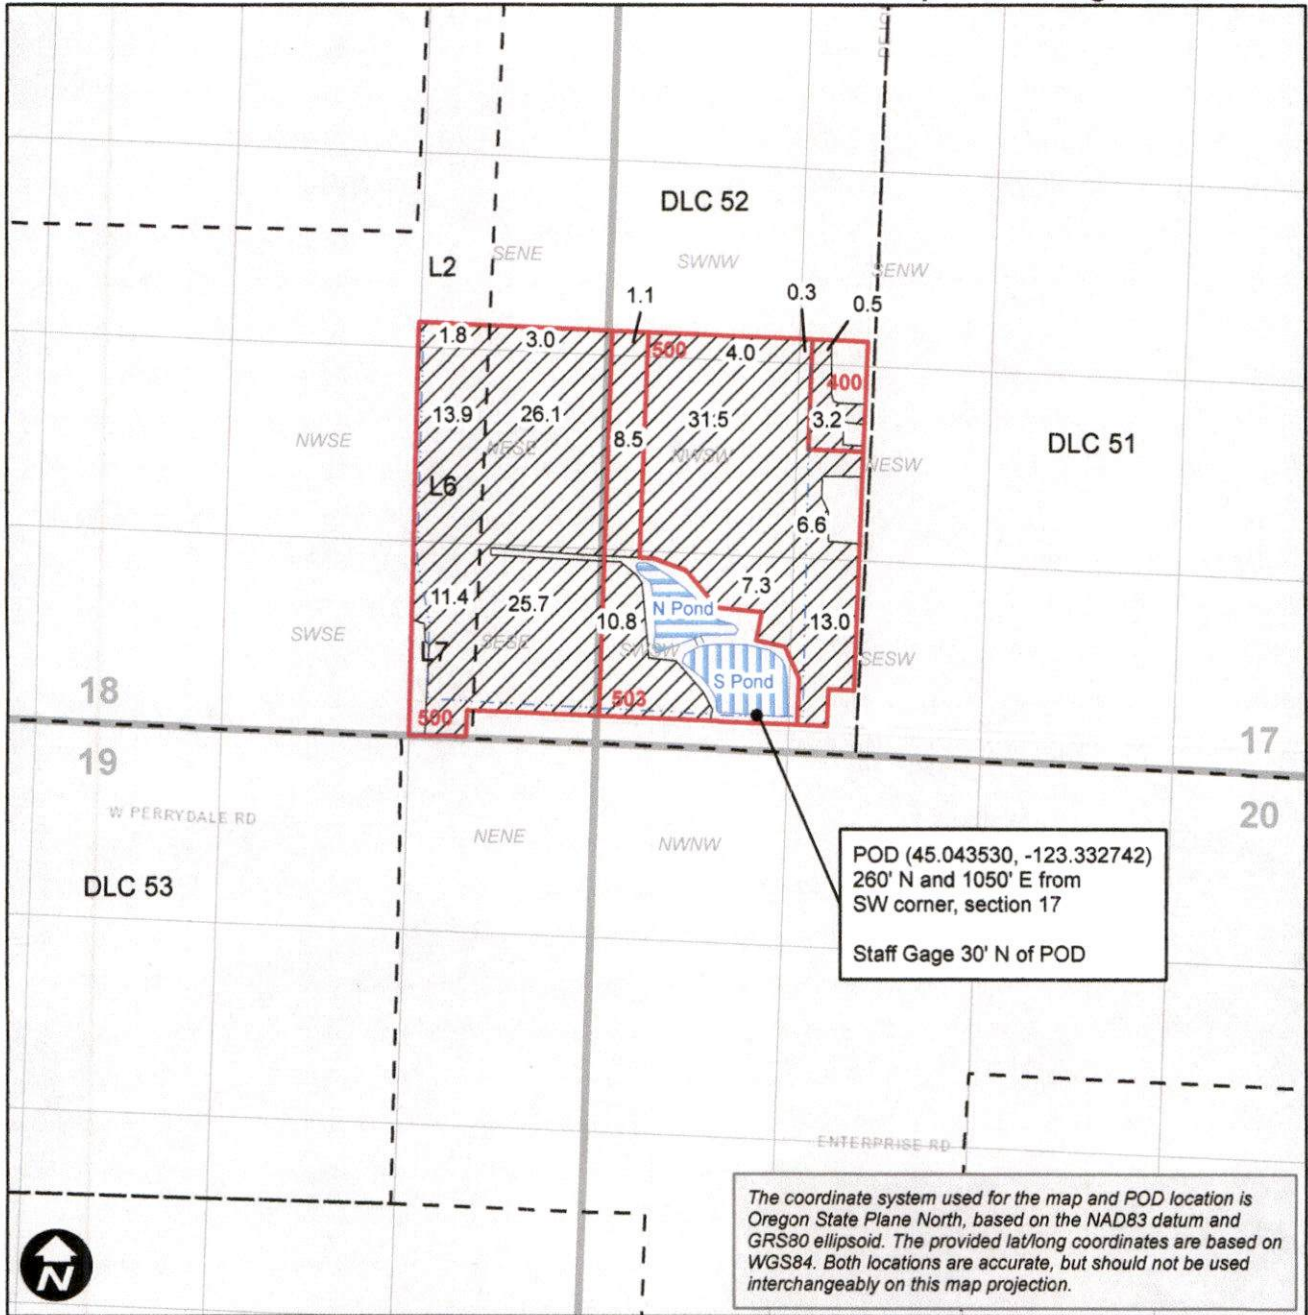 DLC 52
L2
SENE
SWNW
SENW
1.1
0.3
0.5
1.8
3.0
500
4.0
400
13.9
26.1
8.5
31.5
3.2
NWSE
NESE
NWSW
NESW
DLC 51
L6
6.6
11.4
25.7
10.8
N Pond
7.3
13.0
SWSE
L7
SESE
SWSW
SESW
S Pond
18
500
503
17
19
20
W PERRYDALE RD
NENE
NWNW
DLC 53
POD (45.043530, -123.332742)
260' N and 1050' E from
SW corner, section 17
Staff Gage 30' N of POD
ENTERPRISE RD
The coordinate system used for the map and POD location is
Oregon State Plane North, based on the NAD83 datum and
GRS80 ellipsoid. The provided lat/long coordinates are based on
WGS84. Both locations are accurate, but should not be used
interchangeably on this map projection.
N